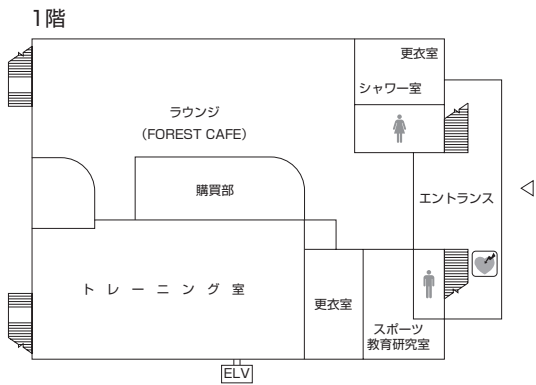 1階
更衣室
シャワー室
ラウンジ
（FOREST CAFE）
購買部
エントランス
トレーニング室
更衣室
スポーツ
教育研究室
ELV